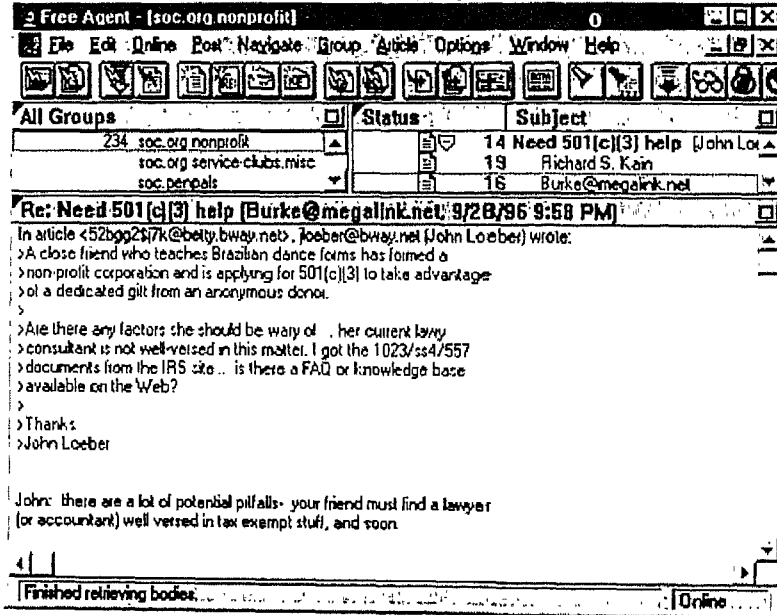 Free Agent - [soc.org.nonprofit]
File Edit Online Post Navigate Group Article Options Window Help
All Groups Status Subject
234 soc.org.nonprofit
soc.org.service-clubs.misc
soc.penpals
14 Need 501(c)(3) help [John Loe
19 Richard S. Kain
16 Burke@megalink.net
Re: Need 501(c)(3) help [Burke@megalink.net, 9/28/96 9:58 PM]
In article <52bgg2$j7k@betty.bway.net>, loeber@bway.net (John Loeber) wrote:
>A close friend who teaches Brazilian dance forms has formed a
>non-profit corporation and is applying for 501(c)(3) to take advantage
>of a dedicated gift from an anonymous donor.
>
>Are there any factors she should be wary of .. her current lawy
>consultant is not well-versed in this matter. I got the 1023/ss4/557
>documents from the IRS site... is there a FAQ or knowledge base
>available on the Web?
>
>Thanks
>John Loeber
John: there are a lot of potential pitfalls- your friend must find a lawyer
(or accountant) well versed in tax exempt stuff, and soon.
Finished retrieving bodies. Online